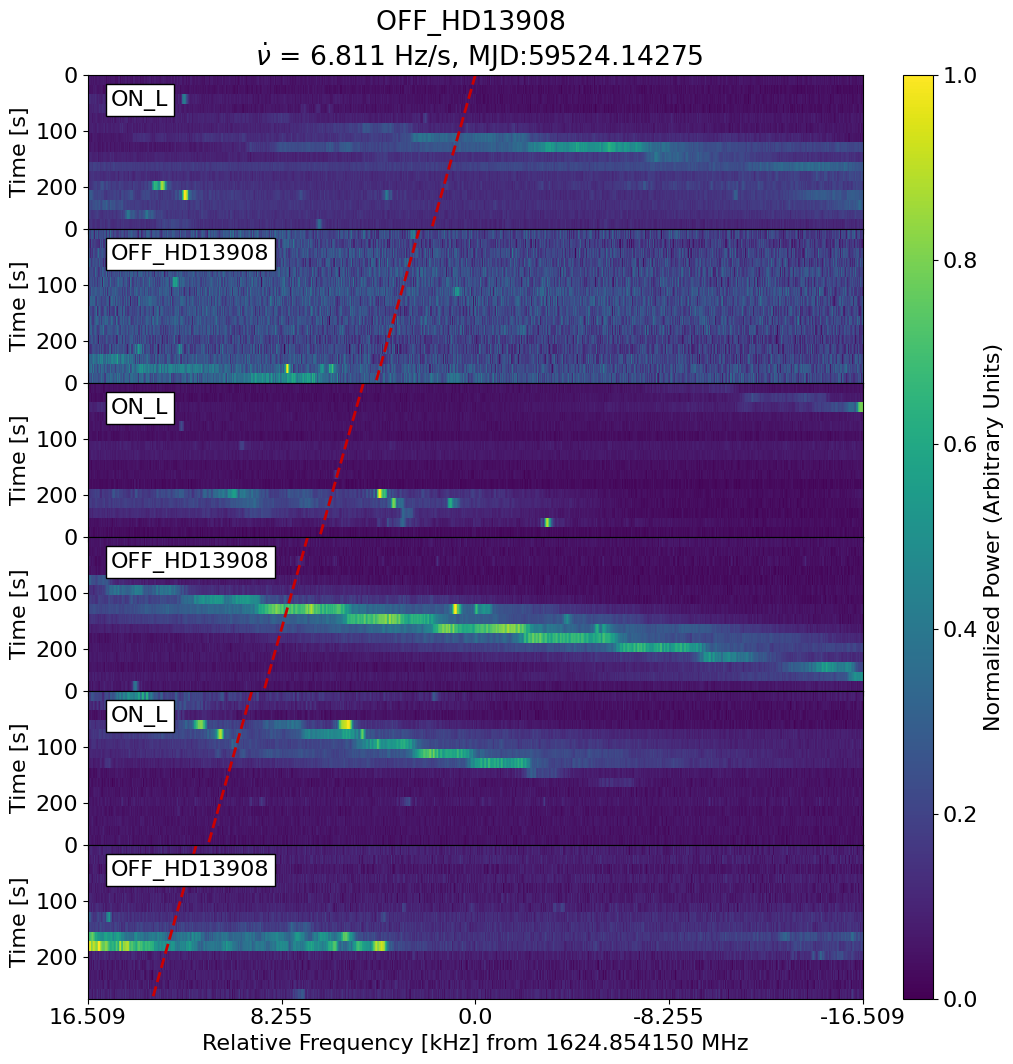 OFF_HD13908
ν̇ = 6.811 Hz/s, MJD:59524.14275
0
ON_L
100
200
Time [s]
0
OFF_HD13908
100
200
Time [s]
0
ON_L
100
200
Time [s]
0
OFF_HD13908
100
200
Time [s]
0
ON_L
100
200
Time [s]
0
OFF_HD13908
100
200
Time [s]
16.509 8.255 0.0 -8.255 -16.509
Relative Frequency [kHz] from 1624.854150 MHz
1.0
0.8
0.6
0.4
0.2
0.0
Normalized Power (Arbitrary Units)